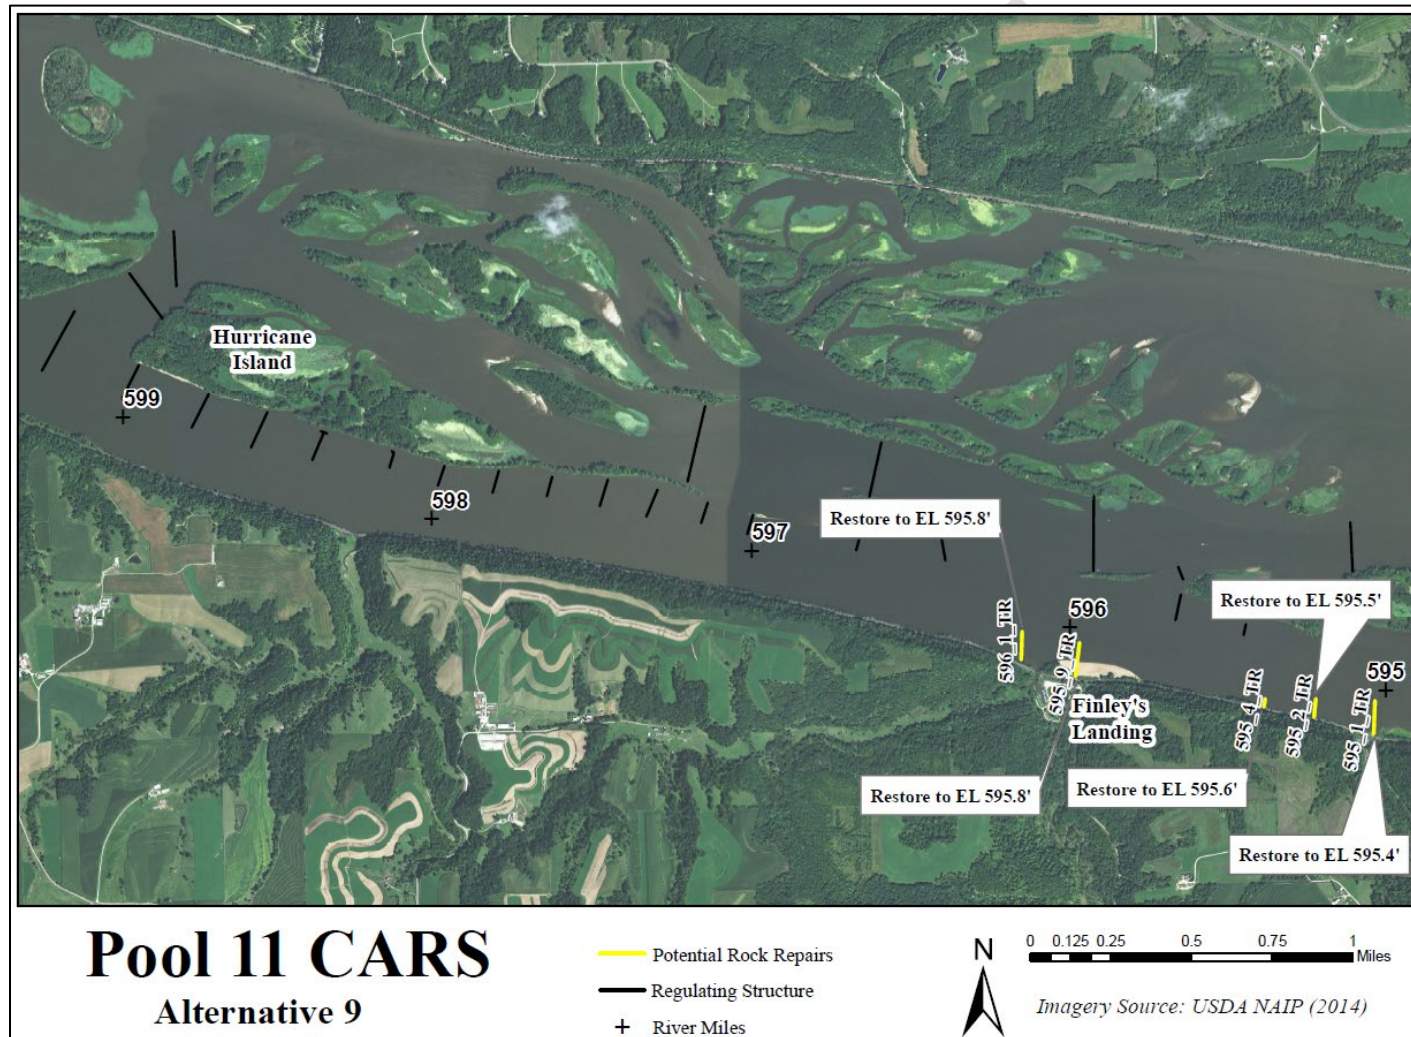 Hurricane
Island
599
598
597
Restore to EL 595.8'
596
Restore to EL 595.5'
595
596_1_TR
595_9_TR
595_4_TR
595_2_TR
595_1_TR
Finley's
Landing
Restore to EL 595.8'
Restore to EL 595.6'
Restore to EL 595.4'
Pool 11 CARS
Alternative 9
Potential Rock Repairs
Regulating Structure
River Miles
N
0 0.125 0.25 0.5 0.75 1
Miles
Imagery Source: USDA NAIP (2014)